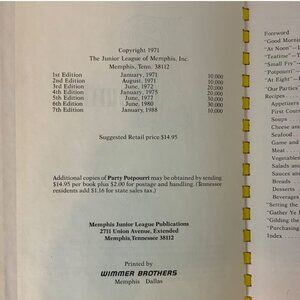 Copyright 1971
The Junior League of Memphis, Inc.
Memphis, Tenn. 38112
1st Edition January, 1971 10,000
2nd Edition August, 1971 10,000
3rd Edition June, 1972 20,000
4th Edition January, 1975 20,000
5th Edition June, 1977 30,000
6th Edition June, 1980 30,000
7th Edition January, 1988 10,000
Suggested Retail price $14.95
Additional copies of Party Potpourri may be obtained by sending
$14.95 per book plus $2.00 for postage and handling. (Tennessee
residents add $1.16 for state sales tax.)
Memphis Junior League Publications
2711 Union Avenue, Extended
Memphis, Tennessee 38112
Printed by
WIMMER BROTHERS
Memphis Dallas
Foreword
"Good Mornin
"At Noon"—
"Teatime"—T
"Small Fry"—
"Potpourri"—
"At Eight"—
"Our Parties"
Recipes
Appetizers
First Cours
Soups
Cheese and
Seafood
Game and
Meat
Vegetables
Salads and
Sauces and
Breads
Desserts
Beverages
"Setting the
"Gather Ye
"Gilding the
"Purchasing
Index